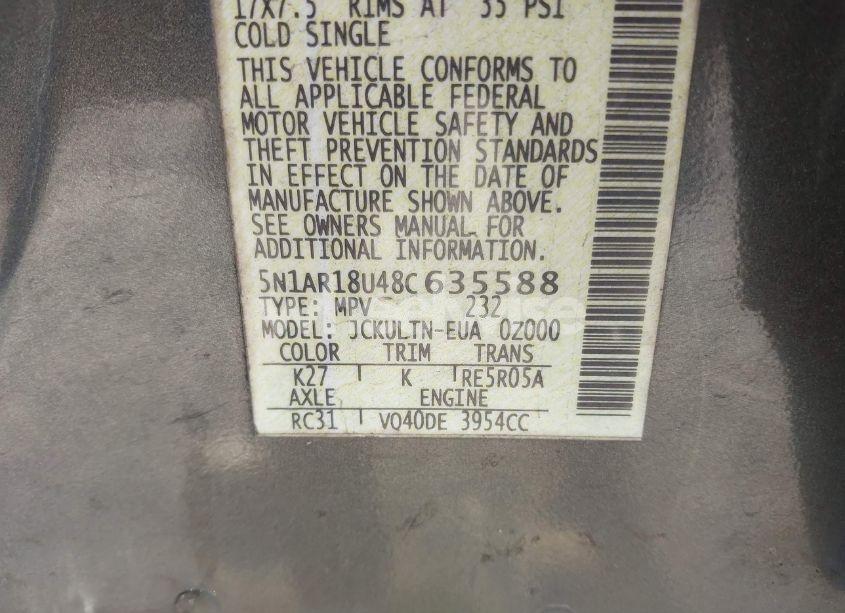 17X7.5 RIMS AT 35 PSI
COLD SINGLE
THIS VEHICLE CONFORMS TO
ALL APPLICABLE FEDERAL
MOTOR VEHICLE SAFETY AND
THEFT PREVENTION STANDARDS
IN EFFECT ON THE DATE OF
MANUFACTURE SHOWN ABOVE.
SEE OWNERS MANUAL FOR
ADDITIONAL INFORMATION.
5N1AR18U48C635588
TYPE: MPV 232
MODEL: JCKULTN-EUA 0Z000
COLOR TRIM TRANS
K27 K RE5R05A
AXLE ENGINE
RC31 VQ40DE 3954CC